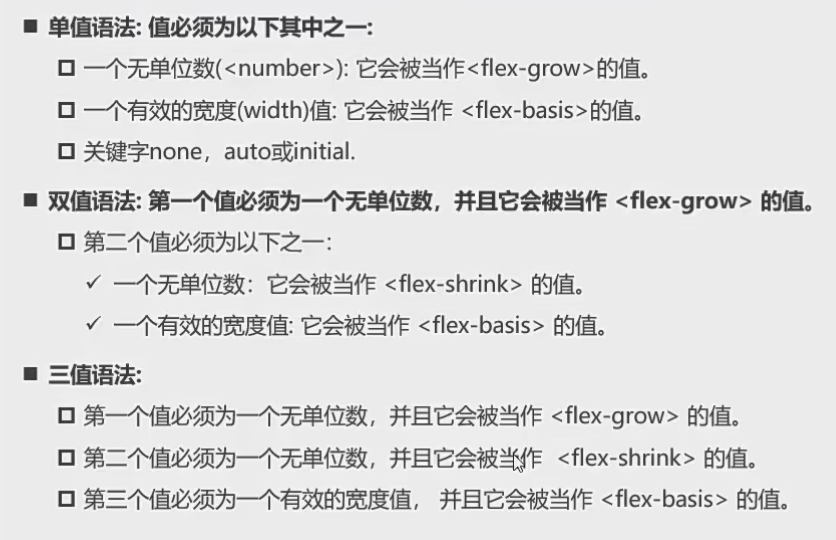 ■ 单值语法: 值必须为以下其中之一:
一个无单位数(<number>): 它会被当作<flex-grow>的值。
一个有效的宽度(width)值: 它会被当作 <flex-basis>的值。
关键字none，auto或initial.
■ 双值语法: 第一个值必须为一个无单位数，并且它会被当作 <flex-grow> 的值。
第二个值必须为以下之一：
✓ 一个无单位数：它会被当作 <flex-shrink> 的值。
✓ 一个有效的宽度值: 它会被当作 <flex-basis> 的值。
■ 三值语法:
第一个值必须为一个无单位数，并且它会被当作 <flex-grow> 的值。
第二个值必须为一个无单位数，并且它会被当作 <flex-shrink> 的值。
第三个值必须为一个有效的宽度值， 并且它会被当作 <flex-basis> 的值。